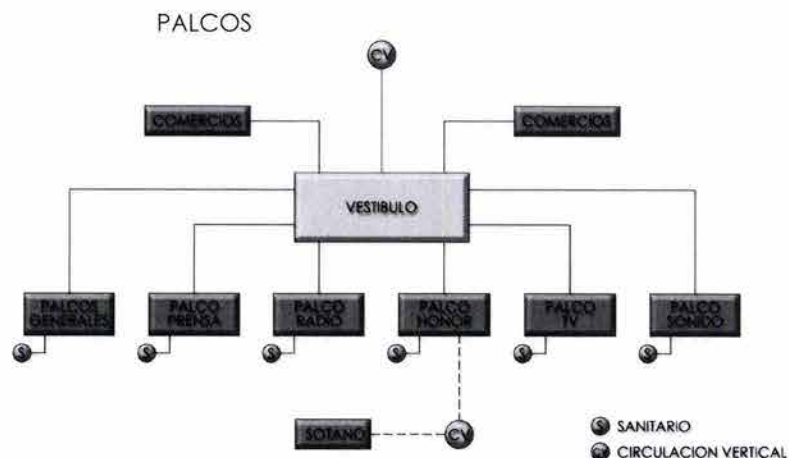 PALCOS
CV
COMERCIOS
COMERCIOS
VESTIBULO
PALCOS
GENERALES
PALCO
PRENSA
PALCO
RADIO
PALCO
HONOR
PALCO
TV
PALCO
SONIDO
S
S
S
S
S
S
SOTANO
CV
S SANITARIO
CV CIRCULACION VERTICAL